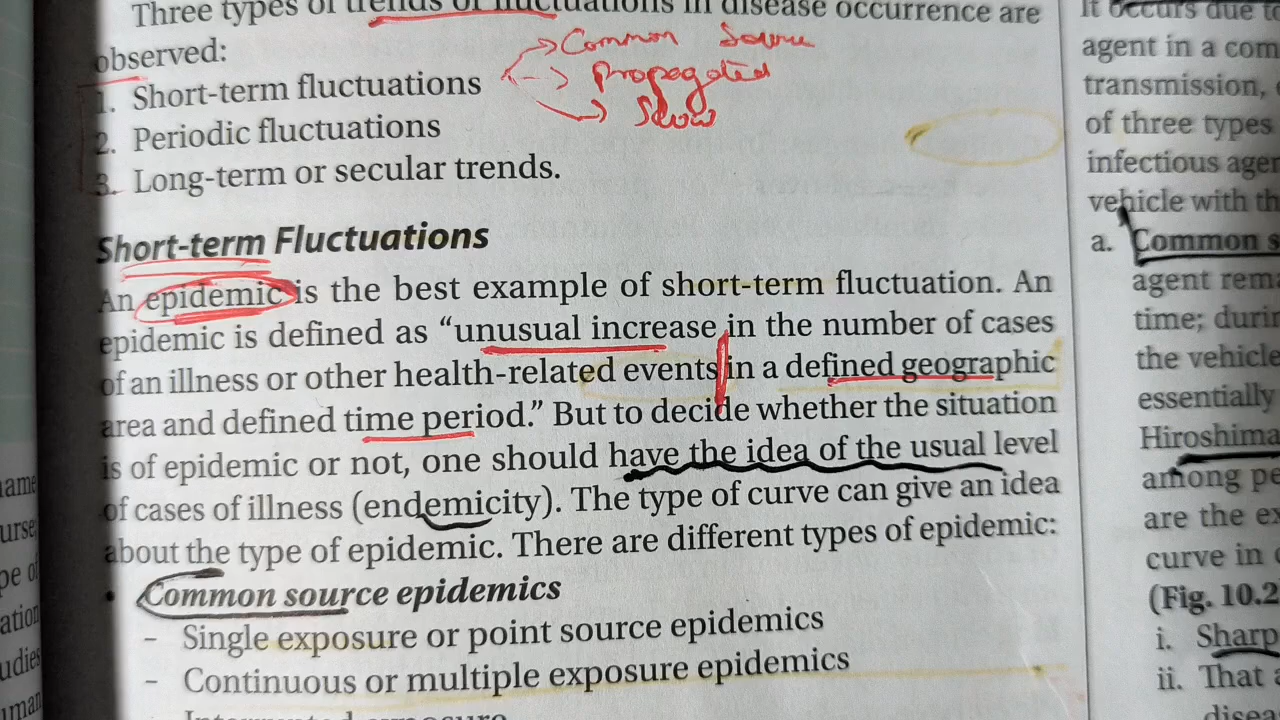 Three types of trends or fluctuations in disease occurrence are
observed:
Common Source
Propagated
Slow
1. Short-term fluctuations
2. Periodic fluctuations
3. Long-term or secular trends.
Short-term Fluctuations
An epidemic is the best example of short-term fluctuation. An
epidemic is defined as “unusual increase in the number of cases
of an illness or other health-related events in a defined geographic
area and defined time period.” But to decide whether the situation
is of epidemic or not, one should have the idea of the usual level
of cases of illness (endemicity). The type of curve can give an idea
about the type of epidemic. There are different types of epidemic:
• Common source epidemics
– Single exposure or point source epidemics
– Continuous or multiple exposure epidemics
It occurs due to
agent in a com
transmission,
of three types
infectious agen
vehicle with th
a. Common s
agent rema
time; durin
the vehicle
essentially
Hiroshima
among pe
are the ex
curve in
(Fig. 10.2
i. Sharp
ii. That a
disea